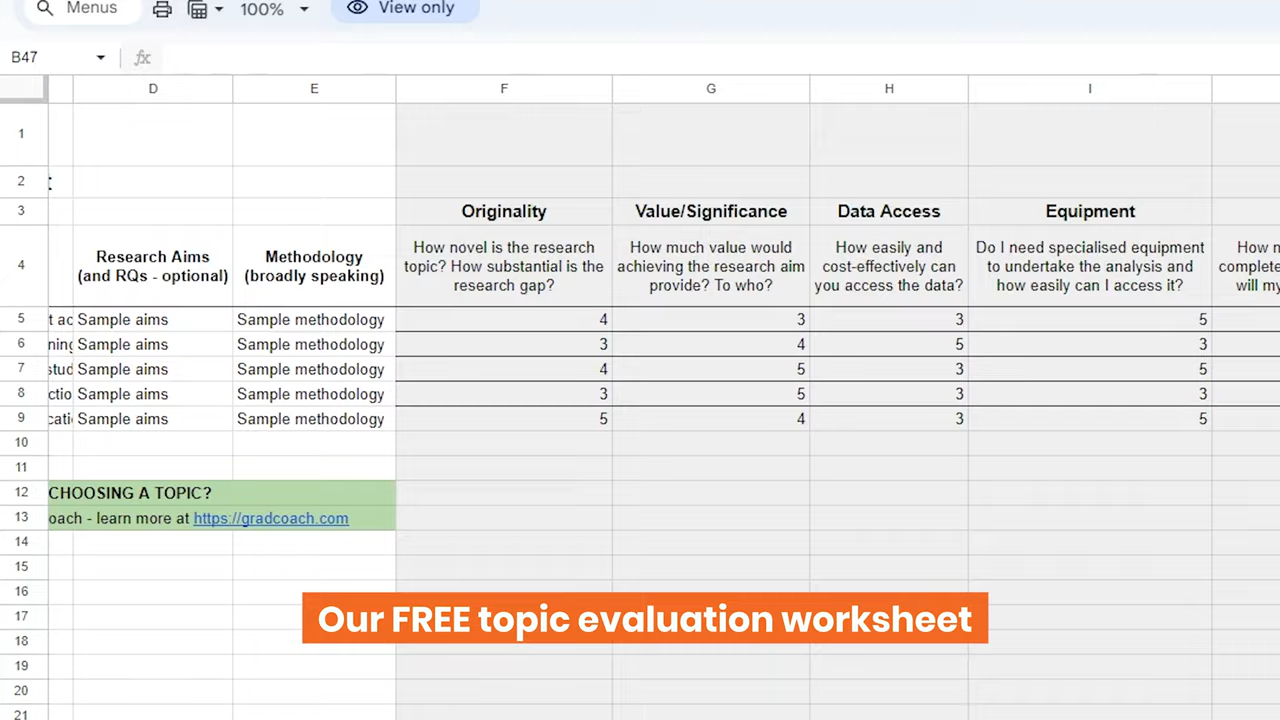 Menus
100%
View only
B47
fx
D E F G H I
1
2
3 Originality Value/Significance Data Access Equipment
4
Research Aims
(and RQs - optional)
Methodology
(broadly speaking)
How novel is the research
topic? How substantial is the
research gap?
How much value would
achieving the research aim
provide? To who?
How easily and
cost-effectively can
you access the data?
Do I need specialised equipment
to undertake the analysis and
how easily can I access it?
complete
will my
5 Sample aims Sample methodology 4 3 3 5
6 Sample aims Sample methodology 3 4 5 3
7 Sample aims Sample methodology 4 5 3 5
8 Sample aims Sample methodology 3 5 3 3
9 Sample aims Sample methodology 5 4 3 5
10
11
12 CHOOSING A TOPIC?
13 oach - learn more at https://gradcoach.com
14
15
16
17
18
19
20
21
Our FREE topic evaluation worksheet